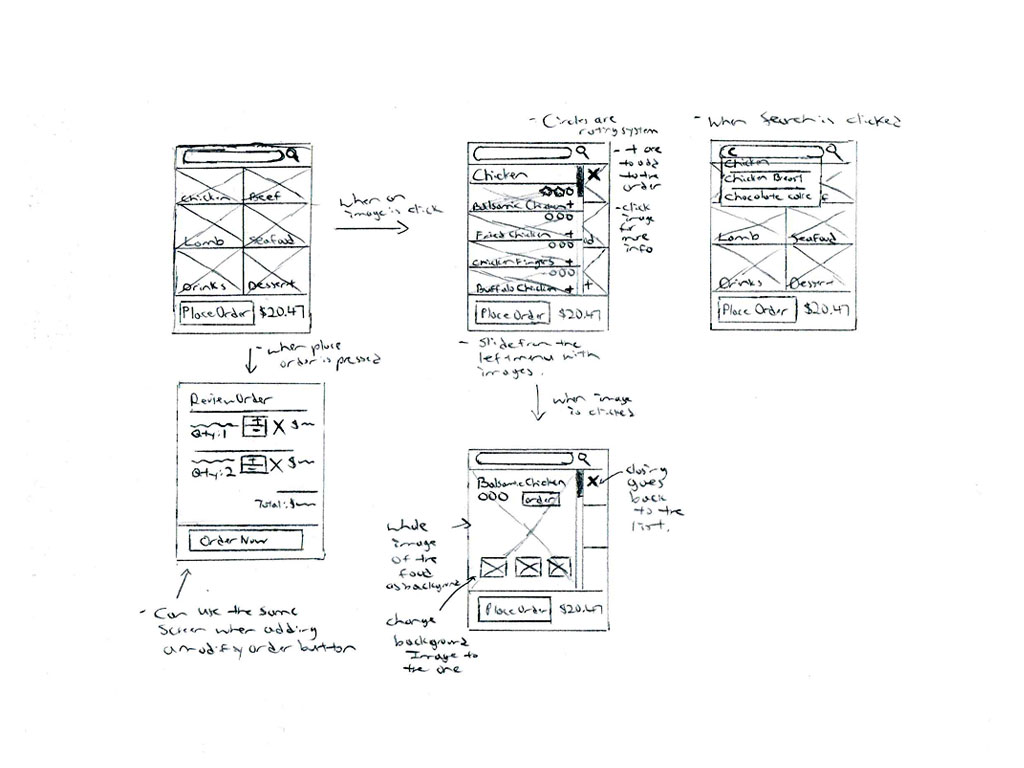 Chicken Beef
Lamb Seafood
Drinks Dessert
Place Order $20.47
when an
image is click
- Circles are
rating system
Chicken X
Balsamic Chicken +
Fried Chicken +
Chicken Fingers +
Buffalo Chicken +
Place Order $20.47
- + are
to add
to the
order
- click
image
for
more
info
- When Search is clicked
Chicken
Chicken Breast
Chocolate cake
Lamb Seafood
Drinks Dessert
Place Order $20.47
- when place
order is pressed
Review Order
Qty:1 + - X $
Qty:2 + - X $
Total: $
Order Now
- Can use the same
Screen when adding
a modify order button
- Slide from the
left menu with
images.
when image
is clicked
Balsamic Chicken X
order
Place Order $20.47
- closing
goes
back
to the
list.
whole
image
of the
food
as background
change
background
Image to
the one